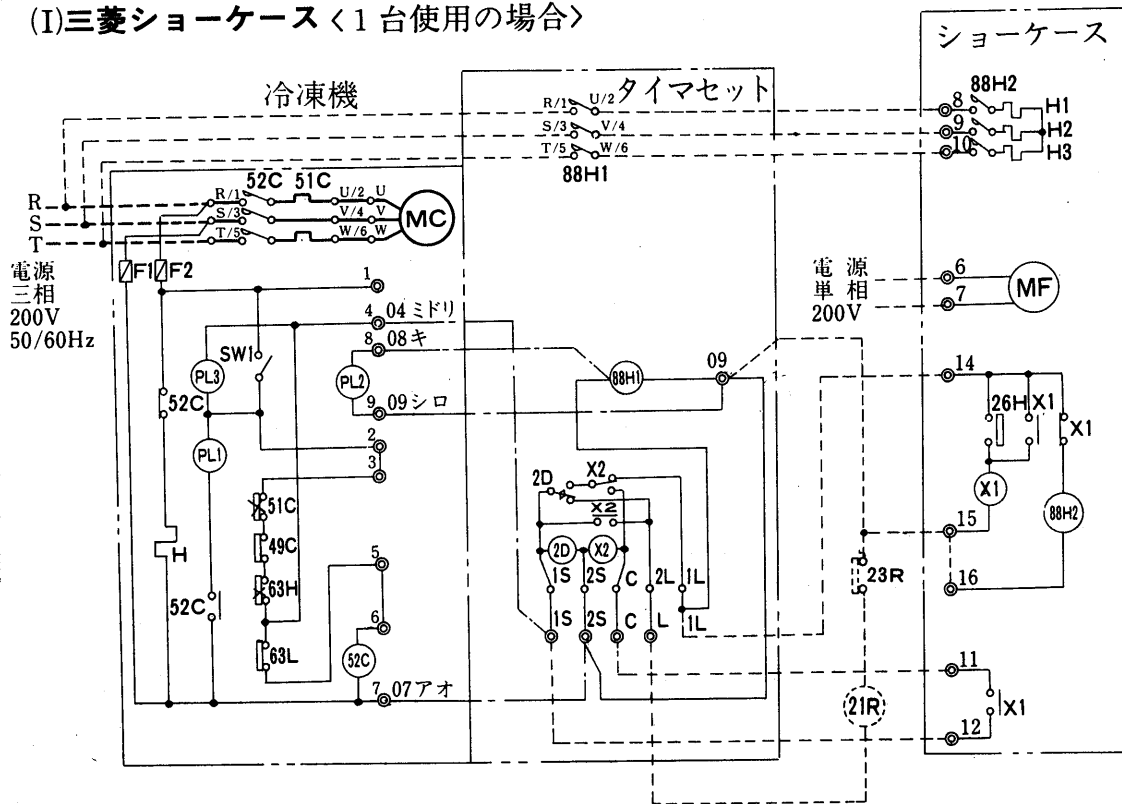 (I)三菱ショーケース〈1台使用の場合〉
ショーケース
冷凍機
タイマセット
R/1 U/2
S/3 V/4
T/5 W/6
88H1
88H2
8
9
10
H1
H2
H3
52C 51C
R/1 U/2 U
S/3 V/4 V
T/5 W/6 W
MC
R
S
T
電源
三相
200V
50/60Hz
F1 F2
電源
単相
200V
6
7
MF
1
4 04ミドリ
8 08キ
SW1
PL3
PL2
9 09シロ
52C
PL1
2
3
51C
49C
H
63H
5
52C
6
63L
52C
7 07アオ
88H1
09
2D X2
X2
2D X2
1S 2S C 2L 1L
1S 2S C L 1L
23R
21R
14
26H X1
X1
X1
88H2
15
16
11
X1
12